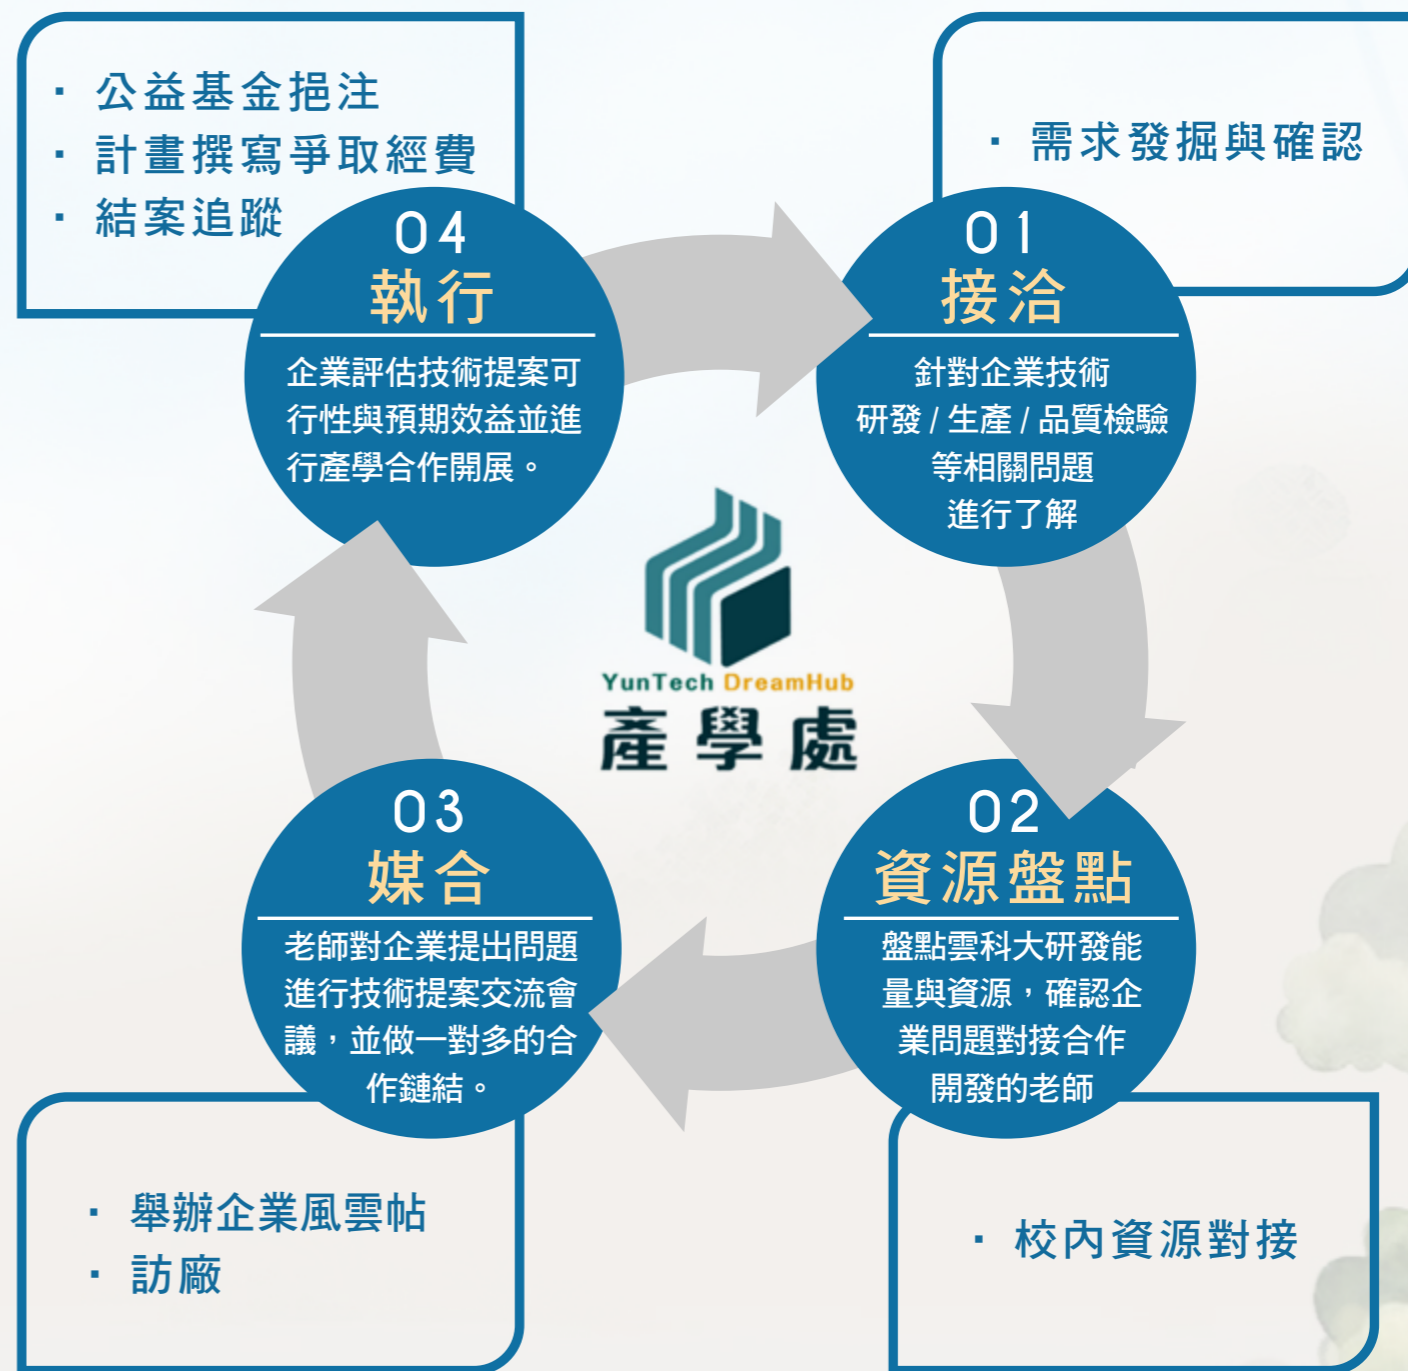 · 公益基金挹注
· 計畫撰寫爭取經費
· 結案追蹤
· 需求發掘與確認
04
執行
企業評估技術提案可
行性與預期效益並進
行產學合作開展。
01
接洽
針對企業技術
研發 / 生產 / 品質檢驗
等相關問題
進行了解
YunTech DreamHub
產學處
03
媒合
老師對企業提出問題
進行技術提案交流會
議，並做一對多的合
作鏈結。
02
資源盤點
盤點雲科大研發能
量與資源，確認企
業問題對接合作
開發的老師
· 舉辦企業風雲帖
· 訪廠
· 校內資源對接